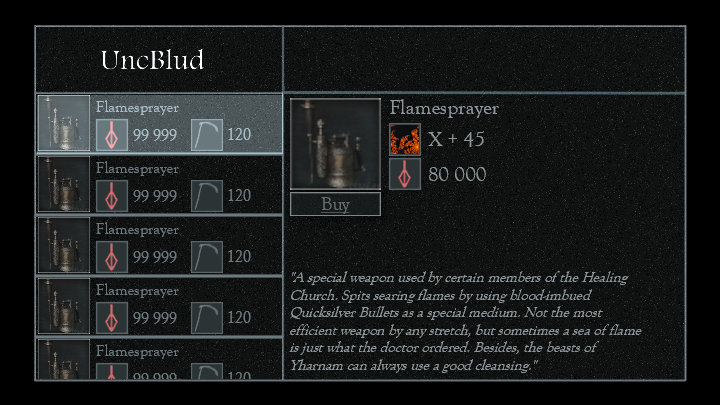 UncBlud
Flamesprayer
99 999 120
Flamesprayer
99 999 120
Flamesprayer
99 999 120
Flamesprayer
99 999 120
Flamesprayer
99 999 120
Flamesprayer
X + 45
80 000
Buy
"A special weapon used by certain members of the Healing
Church. Spits searing flames by using blood-imbued
Quicksilver Bullets as a special medium. Not the most
efficient weapon by any stretch, but sometimes a sea of flame
is just what the doctor ordered. Besides, the beasts of
Yharnam can always use a good cleansing."